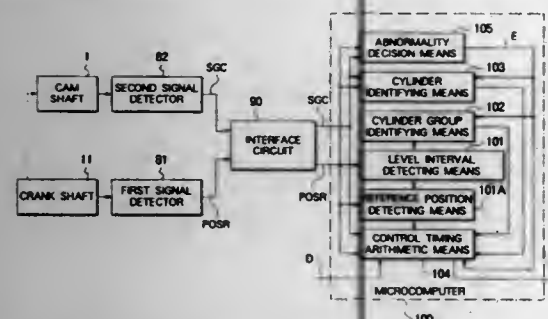 105
E
ABNORMALITY
DECISION MEANS
103
1
82
SGC
CAM
SHAFT
SECOND SIGNAL
DETECTOR
CYLINDER
IDENTIFYING MEANS
90
SGC
102
INTERFACE
CIRCUIT
CYLINDER GROUP
IDENTIFYING MEANS
101
11
81
LEVEL INTERVAL
DETECTING MEANS
CRANK SHAFT
FIRST SIGNAL
DETECTOR
POSR
POSR
101A
REFERENCE POSITION
DETECTING MEANS
CONTROL TIMING
ARITHMETIC MEANS
D
104
MICROCOMPUTER
100